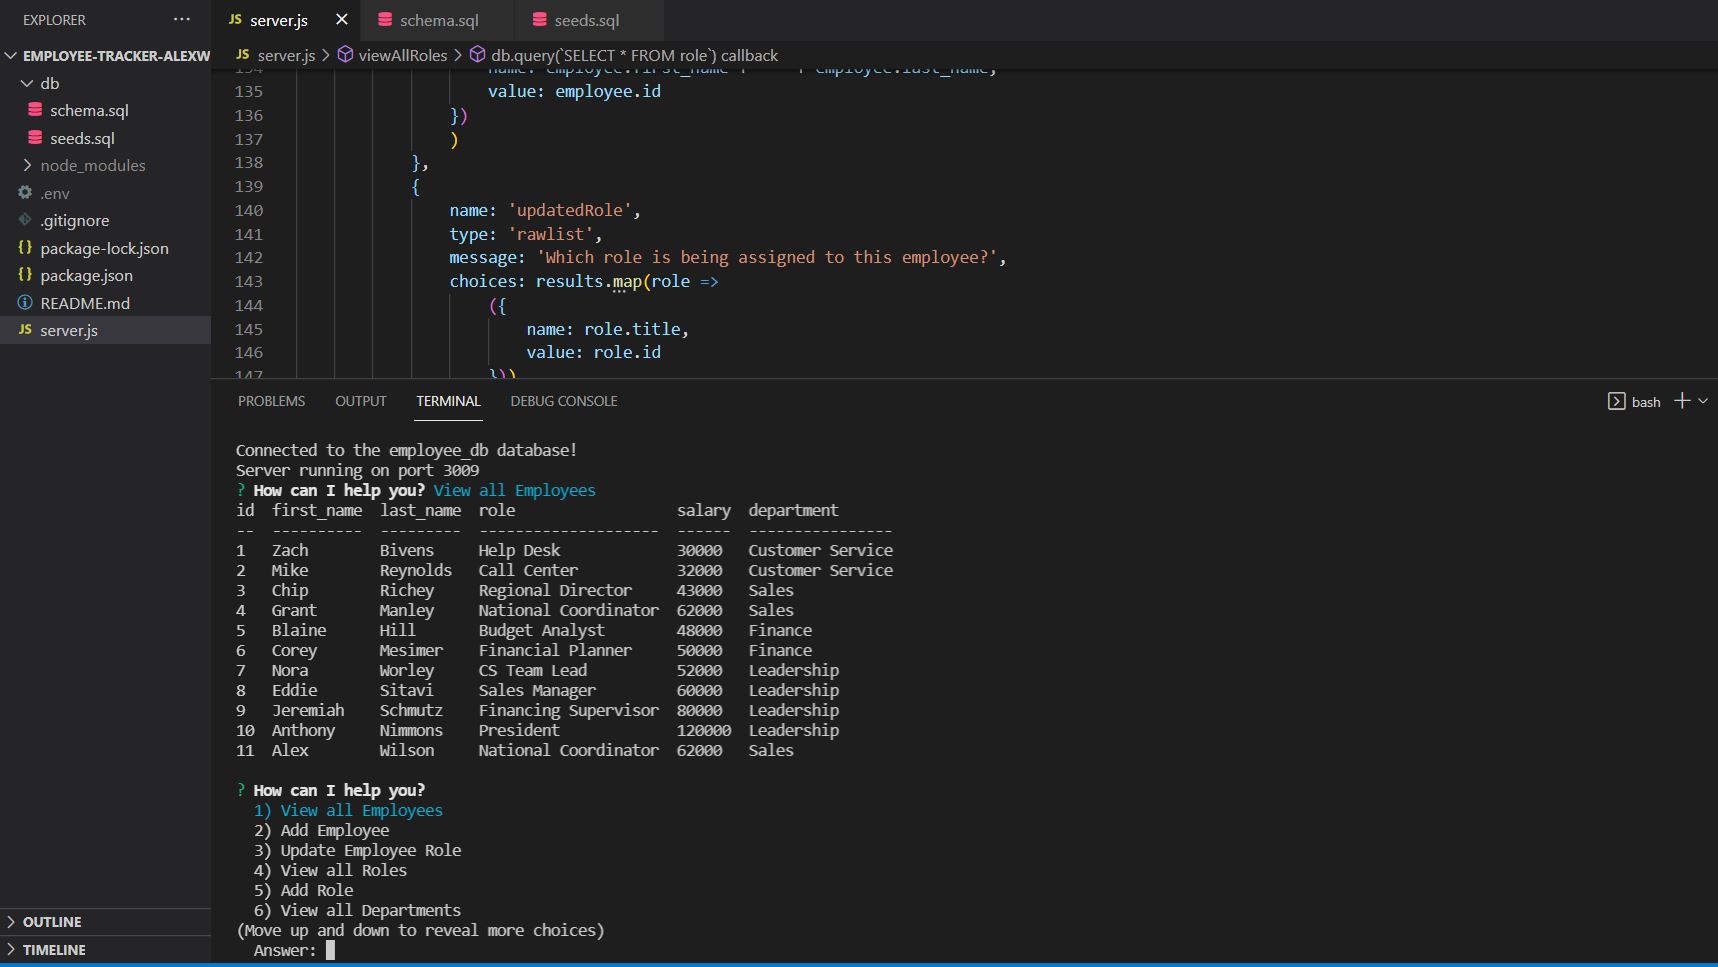 EXPLORER
EMPLOYEE-TRACKER-ALEXW
db
schema.sql
seeds.sql
node_modules
.env
.gitignore
{} package-lock.json
{} package.json
README.md
JS server.js
OUTLINE
TIMELINE
JS server.js
schema.sql
seeds.sql
JS server.js > viewAllRoles > db.query(`SELECT * FROM role`) callback
134 name: employee.first_name + employee.last_name,
135 value: employee.id
136 })
137 )
138 },
139 {
140 name: 'updatedRole',
141 type: 'rawlist',
142 message: 'Which role is being assigned to this employee?',
143 choices: results.map(role =>
144 ({
145 name: role.title,
146 value: role.id
147 }))
PROBLEMS OUTPUT TERMINAL DEBUG CONSOLE
bash
Connected to the employee_db database!
Server running on port 3009
? How can I help you? View all Employees
id first_name last_name role salary department
-- ---------- --------- -------------------- ------ ----------------
1 Zach Bivens Help Desk 30000 Customer Service
2 Mike Reynolds Call Center 32000 Customer Service
3 Chip Richey Regional Director 43000 Sales
4 Grant Manley National Coordinator 62000 Sales
5 Blaine Hill Budget Analyst 48000 Finance
6 Corey Mesimer Financial Planner 50000 Finance
7 Nora Worley CS Team Lead 52000 Leadership
8 Eddie Sitavi Sales Manager 60000 Leadership
9 Jeremiah Schmutz Financing Supervisor 80000 Leadership
10 Anthony Nimmons President 120000 Leadership
11 Alex Wilson National Coordinator 62000 Sales
? How can I help you?
1) View all Employees
2) Add Employee
3) Update Employee Role
4) View all Roles
5) Add Role
6) View all Departments
(Move up and down to reveal more choices)
Answer: